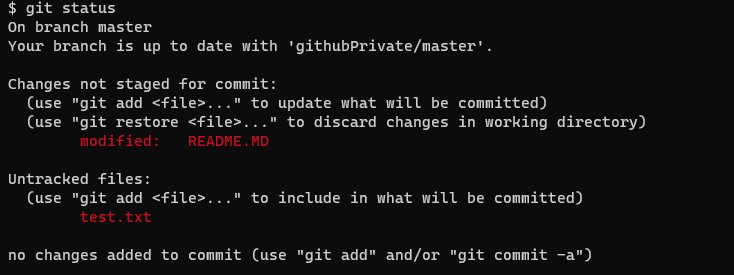 $ git status
On branch master
Your branch is up to date with 'githubPrivate/master'.
Changes not staged for commit:
(use "git add <file>..." to update what will be committed)
(use "git restore <file>..." to discard changes in working directory)
modified:   README.MD
Untracked files:
(use "git add <file>..." to include in what will be committed)
test.txt
no changes added to commit (use "git add" and/or "git commit -a")